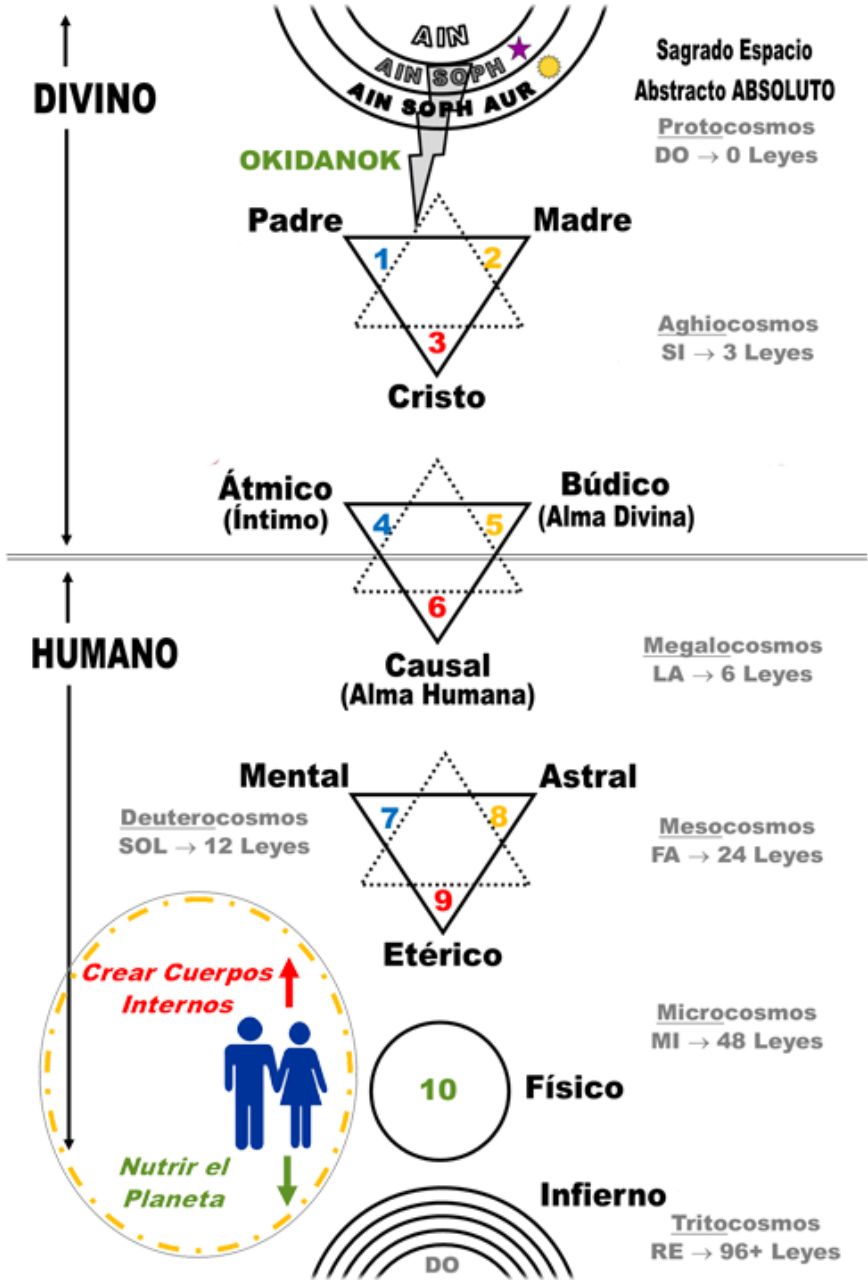 AIN
AIN SOPH
AIN SOPH AUR
Sagrado Espacio
Abstracto ABSOLUTO
DIVINO
Protocosmos
DO → 0 Leyes
OKIDANOK
Padre
Madre
1
2
3
Cristo
Aghiocosmos
SI → 3 Leyes
Átmico
(Íntimo)
Búdico
(Alma Divina)
4
5
6
HUMANO
Causal
(Alma Humana)
Megalocosmos
LA → 6 Leyes
Mental
Astral
7
8
9
Etérico
Deuterocosmos
SOL → 12 Leyes
Mesocosmos
FA → 24 Leyes
Crear Cuerpos
Internos
Microcosmos
MI → 48 Leyes
10
Físico
Nutrir el
Planeta
Infierno
Tritocosmos
RE → 96+ Leyes
DO